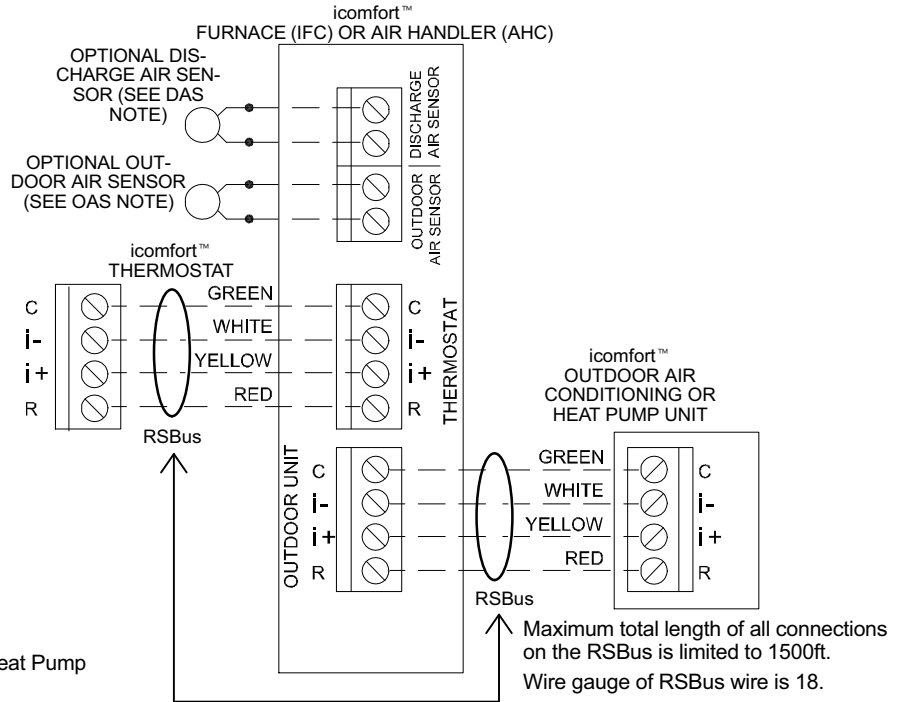 icomfort™
FURNACE (IFC) OR AIR HANDLER (AHC)
OPTIONAL DIS-
CHARGE AIR SEN-
SOR (SEE DAS
NOTE)
DISCHARGE
AIR SENSOR
OPTIONAL OUT-
DOOR AIR SENSOR
(SEE OAS NOTE)
OUTDOOR
AIR SENSOR
icomfort™
THERMOSTAT
C
i-
i+
R
GREEN
WHITE
YELLOW
RED
RSBus
C
i-
i+
R
THERMOSTAT
icomfort™
OUTDOOR AIR
CONDITIONING OR
HEAT PUMP UNIT
OUTDOOR UNIT
C
i-
i+
R
GREEN
WHITE
YELLOW
RED
RSBus
C
i-
i+
R
Maximum total length of all connections
on the RSBus is limited to 1500ft.
Wire gauge of RSBus wire is 18.
eat Pump